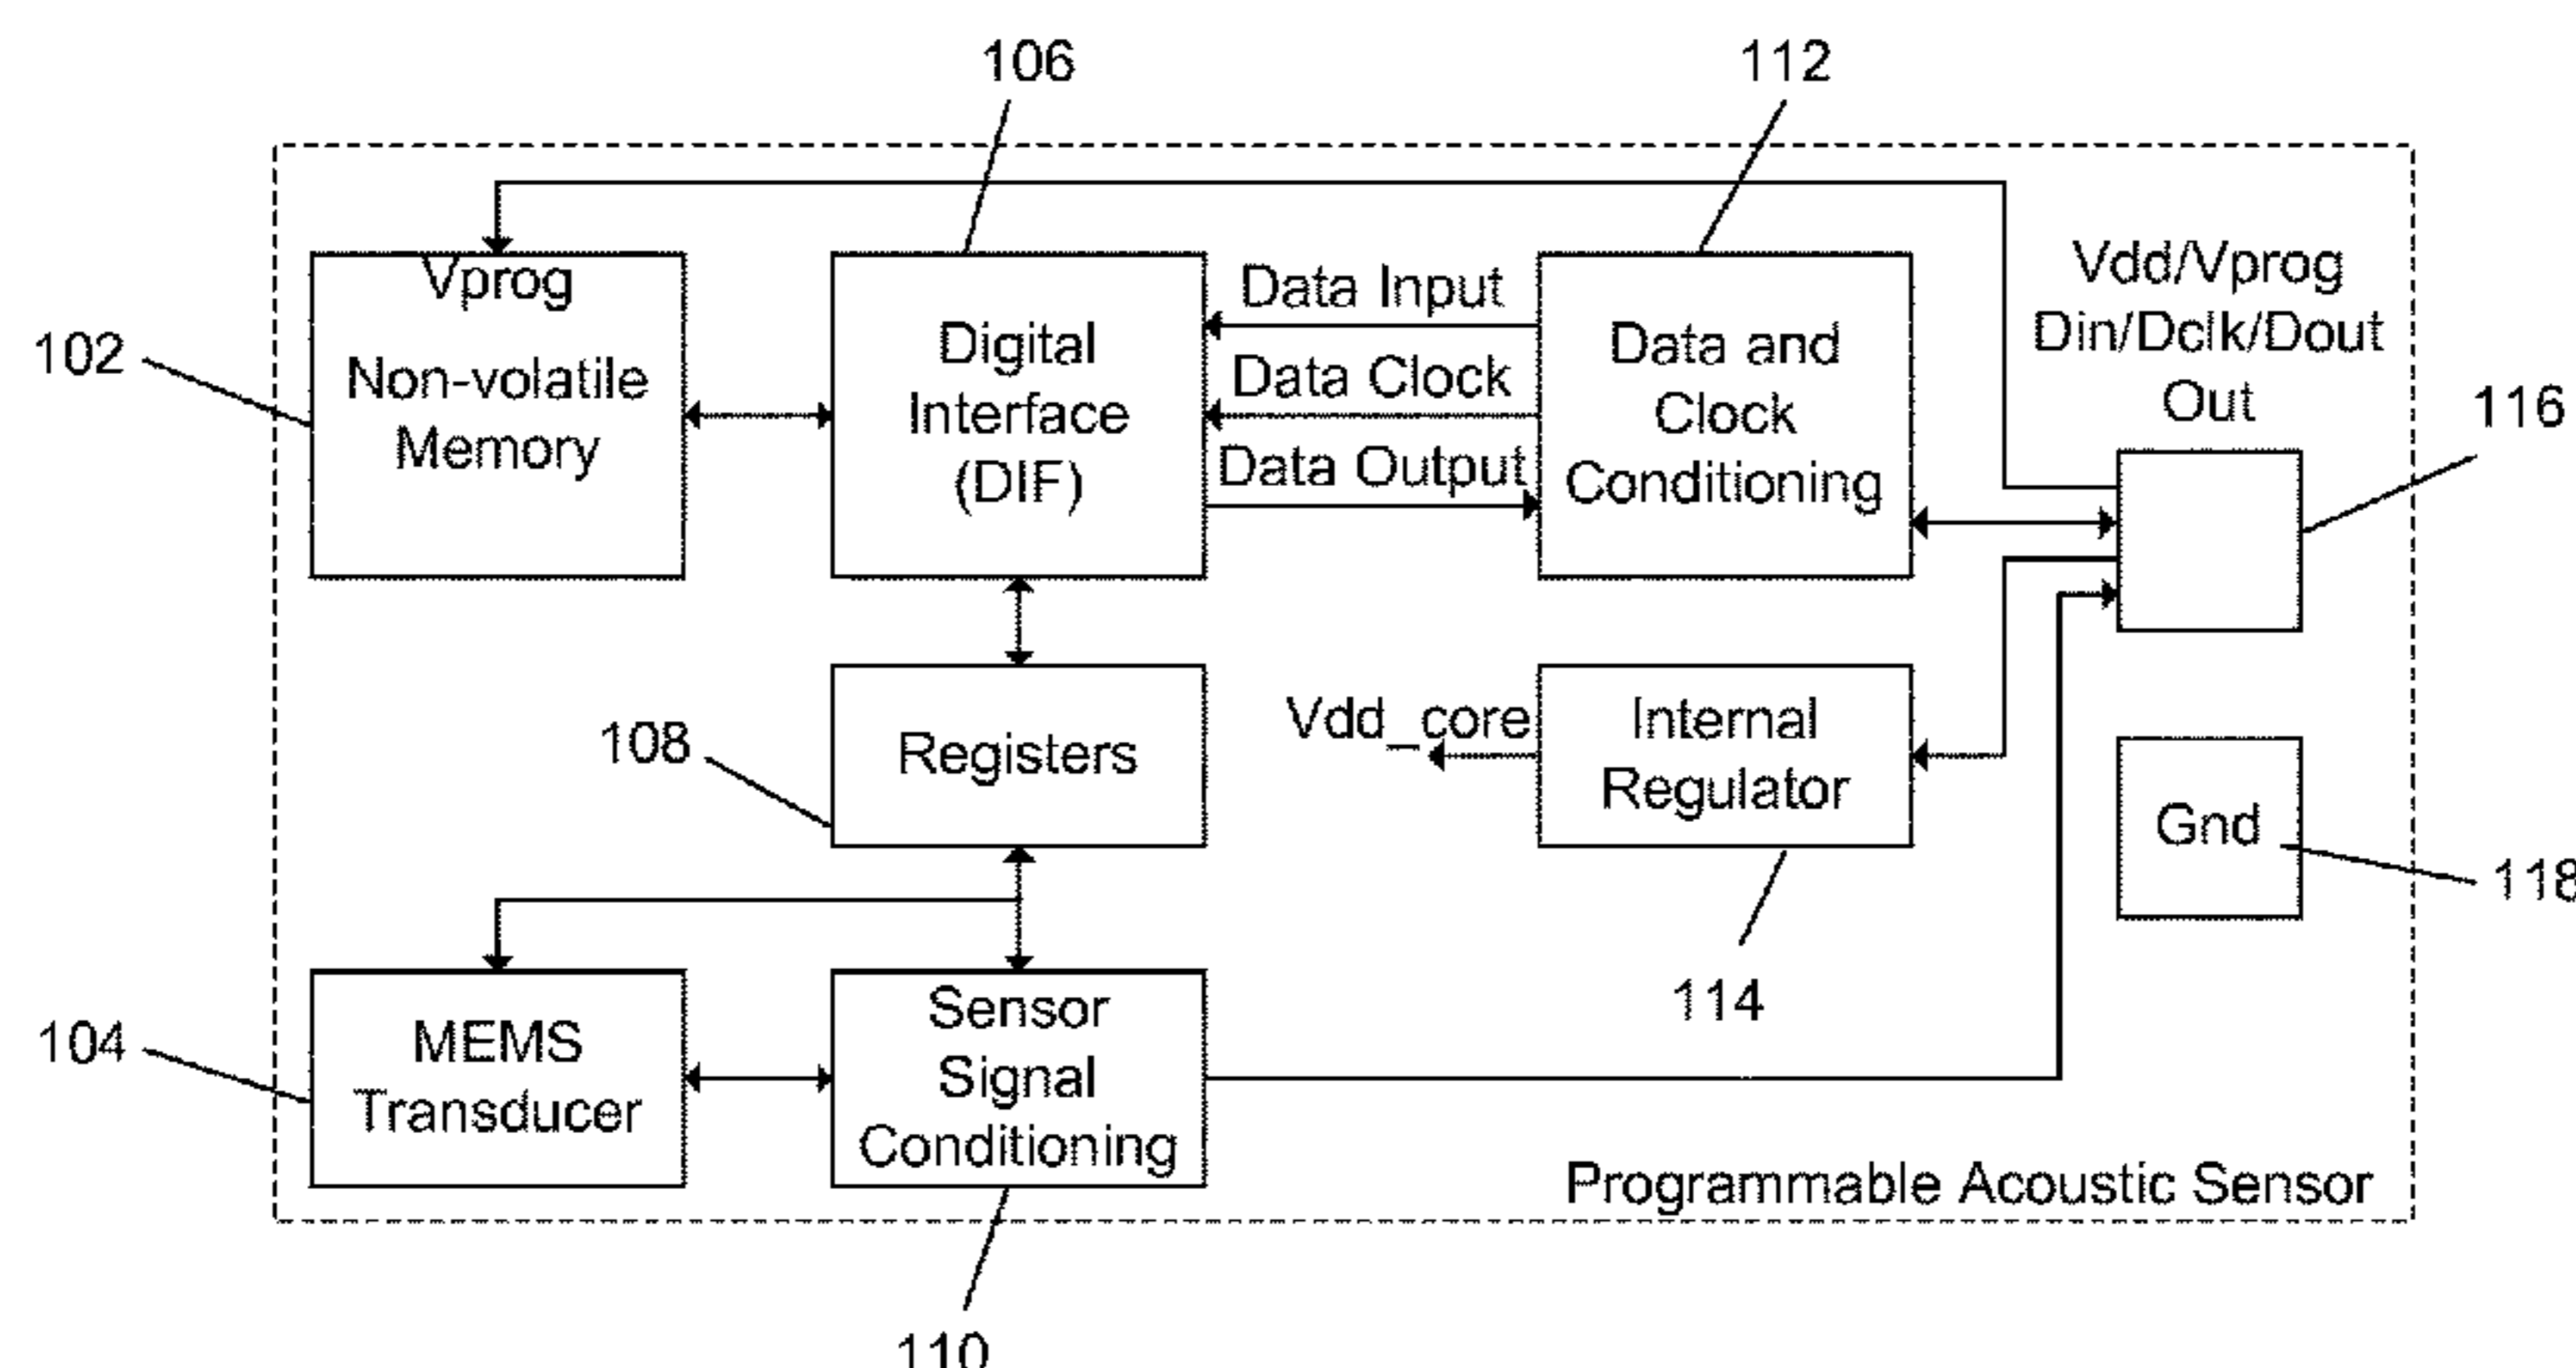 106
112
Vprog
Non-volatile
Memory
102
Digital
Interface
(DIF)
Data Input
Data Clock
Data Output
Data and
Clock
Conditioning
Vdd/Vprog
Din/Dclk/Dout
Out
116
108
Registers
Vdd_core
Internal
Regulator
114
Gnd
118
104
MEMS
Transducer
Sensor
Signal
Conditioning
110
Programmable Acoustic Sensor